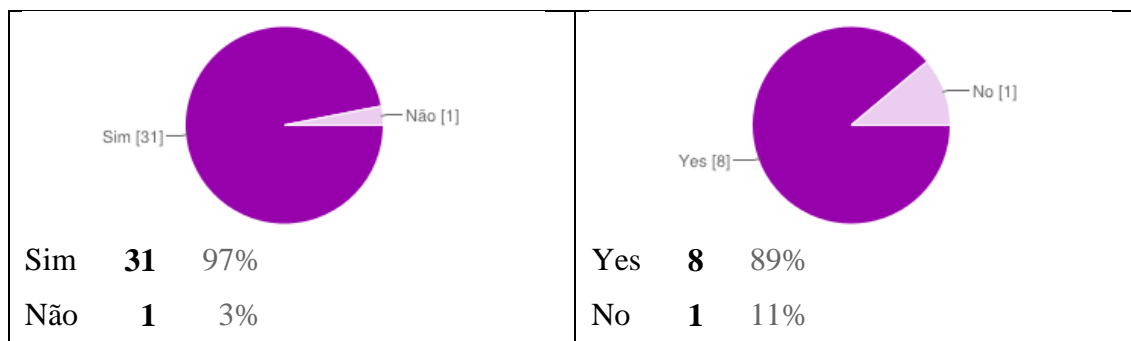 Sim [31]
Não [1]
Sim 31 97%
Não 1 3%
Yes [8]
No [1]
Yes 8 89%
No 1 11%